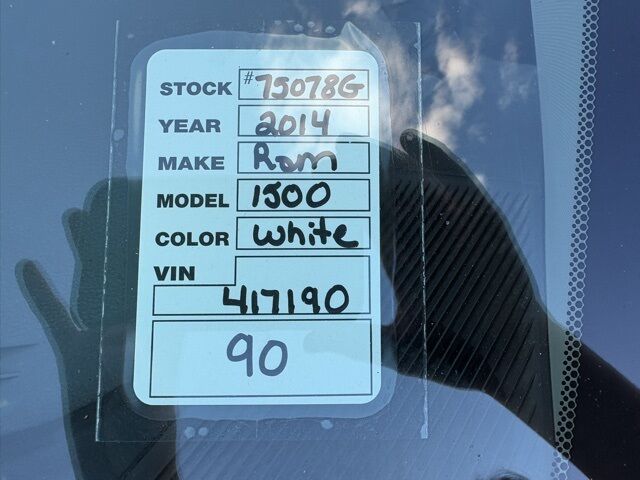 STOCK #75078G
YEAR 2014
MAKE Ram
MODEL 1500
COLOR White
VIN
417190
90